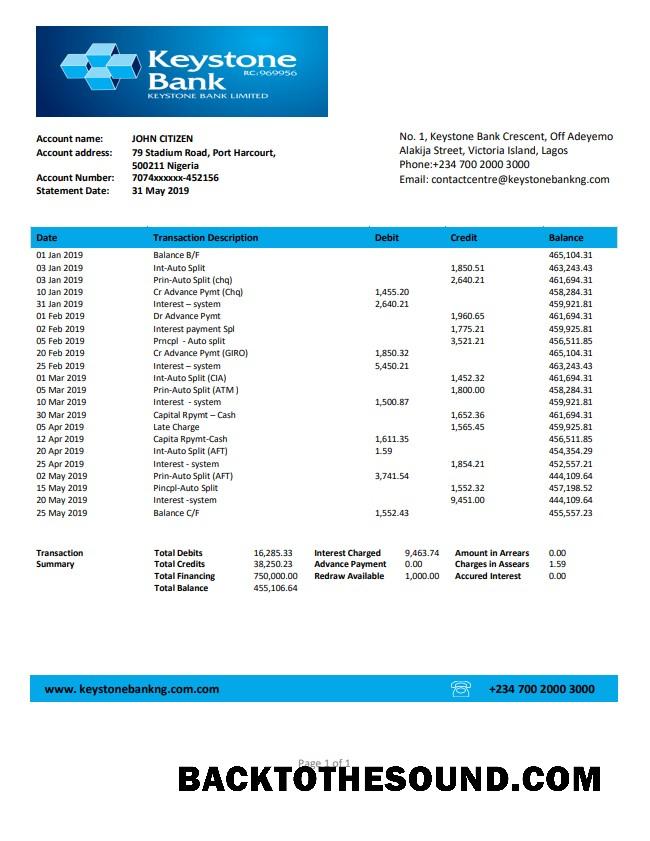 Keystone
Bank
RC: 969956
KEYSTONE BANK LIMITED
Account name: JOHN CITIZEN
Account address: 79 Stadium Road, Port Harcourt,
500211 Nigeria
Account Number: 7074xxxxxx-452156
Statement Date: 31 May 2019
No. 1, Keystone Bank Crescent, Off Adeyemo
Alakija Street, Victoria Island, Lagos
Phone:+234 700 2000 3000
Email: contactcentre@keystonebankng.com
Date Transaction Description Debit Credit Balance
01 Jan 2019 Balance B/F 465,104.31
03 Jan 2019 Int-Auto Split 1,850.51 463,243.43
03 Jan 2019 Prin-Auto Split (chq) 2,640.21 461,694.31
10 Jan 2019 Cr Advance Pymt (Chq) 1,455.20 458,284.31
31 Jan 2019 Interest – system 2,640.21 459,921.81
01 Feb 2019 Dr Advance Pymt 1,960.65 461,694.31
02 Feb 2019 Interest payment Spl 1,775.21 459,925.81
05 Feb 2019 Prncpl - Auto split 3,521.21 456,511.85
20 Feb 2019 Cr Advance Pymt (GIRO) 1,850.32 465,104.31
25 Feb 2019 Interest – system 5,450.21 463,243.43
01 Mar 2019 Int-Auto Split (CIA) 1,452.32 461,694.31
05 Mar 2019 Prin-Auto Split (ATM ) 1,800.00 458,284.31
10 Mar 2019 Interest - system 1,500.87 459,921.81
30 Mar 2019 Capital Rpymt – Cash 1,652.36 461,694.31
05 Apr 2019 Late Charge 1,565.45 459,925.81
12 Apr 2019 Capita Rpymt-Cash 1,611.35 456,511.85
20 Apr 2019 Int-Auto Split (AFT) 1.59 454,354.29
25 Apr 2019 Interest - system 1,854.21 452,557.21
02 May 2019 Prin-Auto Split (AFT) 3,741.54 444,109.64
15 May 2019 Pincpl-Auto Split 1,552.32 457,198.52
20 May 2019 Interest -system 9,451.00 444,109.64
25 May 2019 Balance C/F 1,552.43 455,557.23
Transaction Total Debits 16,285.33 Interest Charged 9,463.74 Amount in Arrears 0.00
Summary Total Credits 38,250.23 Advance Payment 0.00 Charges in Assears 1.59
Total Financing 750,000.00 Redraw Available 1,000.00 Accured Interest 0.00
Total Balance 455,106.64
www. keystonebankng.com.com +234 700 2000 3000
Page 1 of 1
BACKTOTHESOUND.COM